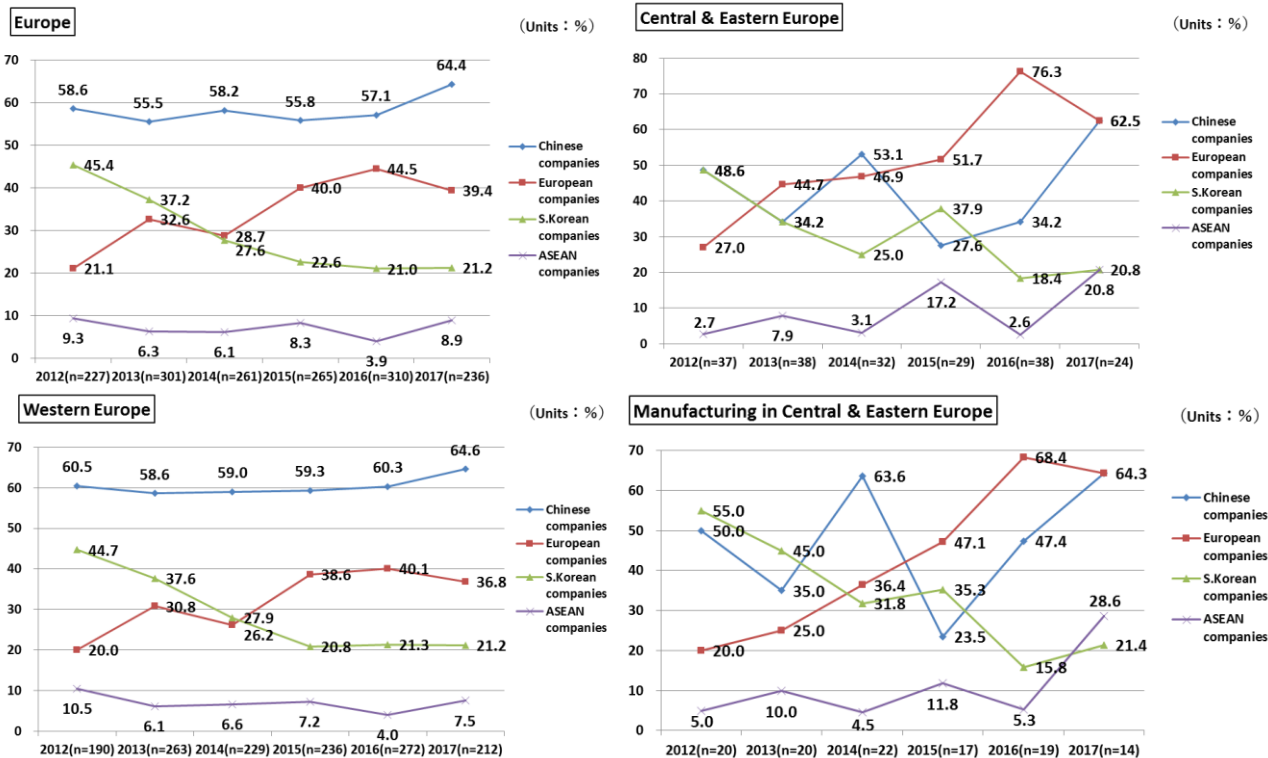 Europe
（Units：%）
70
60
50
40
30
20
10
0
58.6
55.5
58.2
55.8
57.1
64.4
45.4
37.2
32.6
28.7
27.6
40.0
22.6
44.5
21.0
39.4
21.2
21.1
9.3
6.3
6.1
8.3
3.9
8.9
2012(n=227)
2013(n=301)
2014(n=261)
2015(n=265)
2016(n=310)
2017(n=236)
Chinese
companies
European
companies
S.Korean
companies
ASEAN
companies
Central & Eastern Europe
（Units：%）
80
70
60
50
40
30
20
10
0
48.6
27.0
2.7
44.7
34.2
7.9
53.1
46.9
25.0
3.1
51.7
37.9
27.6
17.2
76.3
34.2
18.4
2.6
62.5
20.8
20.8
2012(n=37)
2013(n=38)
2014(n=32)
2015(n=29)
2016(n=38)
2017(n=24)
Chinese
companies
European
companies
S.Korean
companies
ASEAN
companies
Western Europe
（Units：%）
70
60
50
40
30
20
10
0
60.5
58.6
59.0
59.3
60.3
64.6
44.7
37.6
30.8
27.9
26.2
38.6
20.8
40.1
21.3
36.8
21.2
20.0
10.5
6.1
6.6
7.2
4.0
7.5
2012(n=190)
2013(n=263)
2014(n=229)
2015(n=236)
2016(n=272)
2017(n=212)
Chinese
companies
European
companies
S.Korean
companies
ASEAN
companies
Manufacturing in Central & Eastern Europe
（Units：%）
70
60
50
40
30
20
10
0
55.0
50.0
20.0
5.0
45.0
35.0
25.0
10.0
63.6
36.4
31.8
4.5
47.1
35.3
23.5
11.8
68.4
47.4
15.8
5.3
64.3
28.6
21.4
2012(n=20)
2013(n=20)
2014(n=22)
2015(n=17)
2016(n=19)
2017(n=14)
Chinese
companies
European
companies
S.Korean
companies
ASEAN
companies